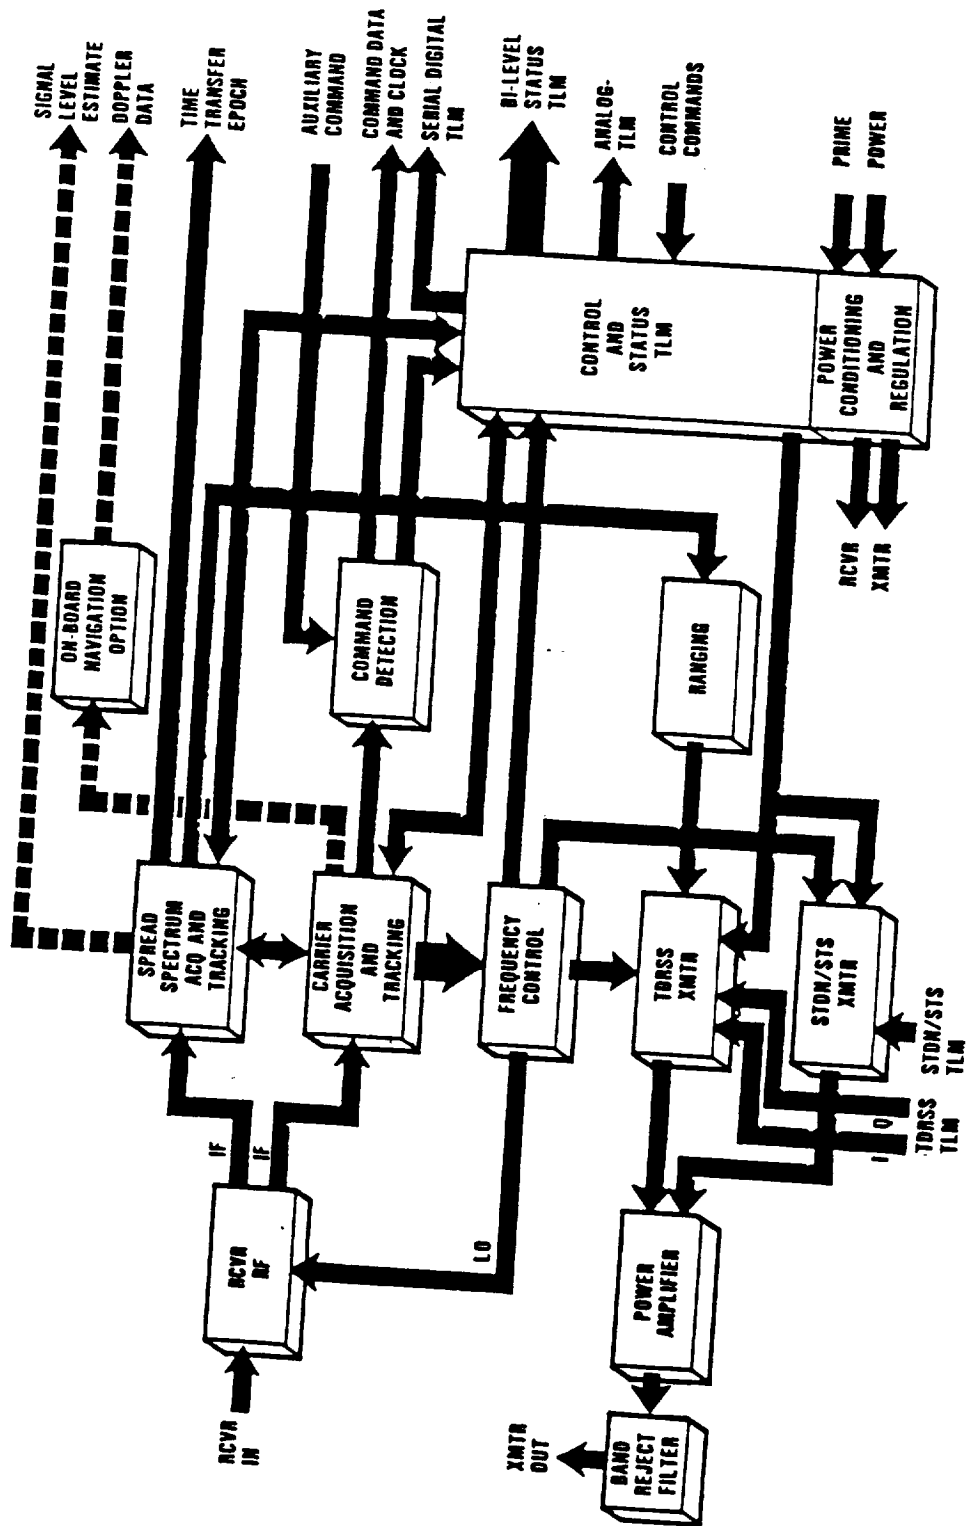 SIGNAL
LEVEL
ESTIMATE
DOPPLER
DATA
TIME
TRANSFER
EPOCH
AUXILIARY
COMMAND
COMMAND DATA
AND CLOCK
SERIAL DIGITAL
TLM
BI-LEVEL
STATUS
TLM
ANALOG-
TLM
CONTROL
COMMANDS
PRIME
POWER
ON-BOARD
NAVIGATION
OPTION
COMMAND
DETECTION
CONTROL
AND
STATUS
TLM
POWER
CONDITIONING
AND
REGULATION
RCVR
XMTR
RANGING
SPREAD
SPECTRUM
ACQ AND
TRACKING
CARRIER
ACQUISITION
AND
TRACKING
FREQUENCY
CONTROL
TDRSS
XMTR
STDN/STS
XMTR
STDN/STS
TLM
Q
I
TDRSS
TLM
IF
IF
RCVR
RF
LO
RCVR
IN
POWER
AMPLIFIER
BAND
REJECT
FILTER
XMTR
OUT